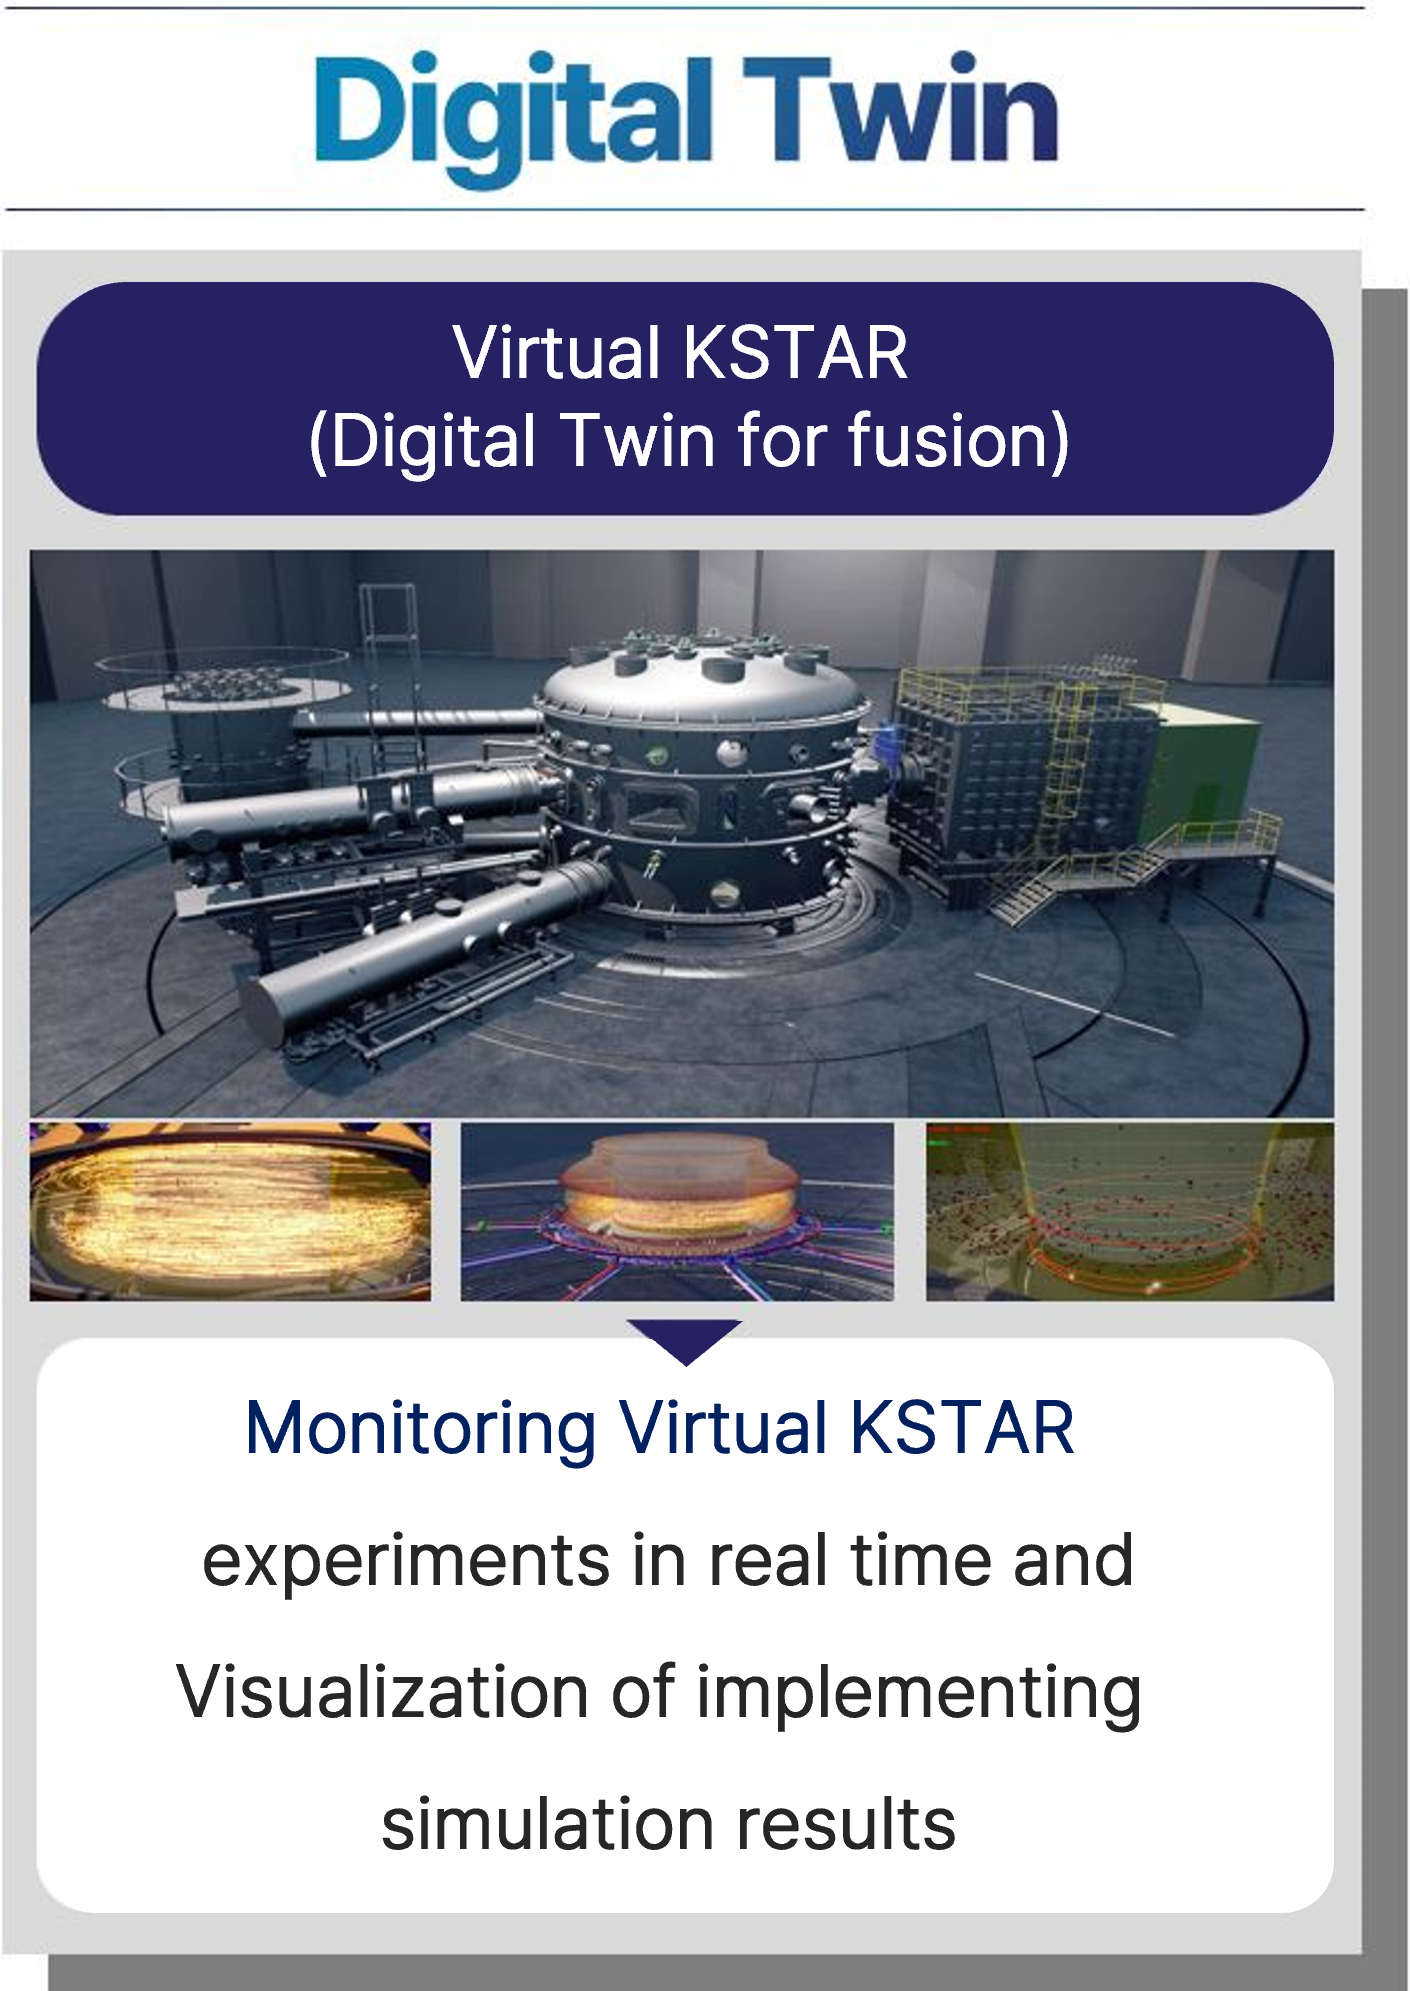 Digital Twin
Virtual KSTAR
(Digital Twin for fusion)
Monitoring Virtual KSTAR
experiments in real time and
Visualization of implementing
simulation results